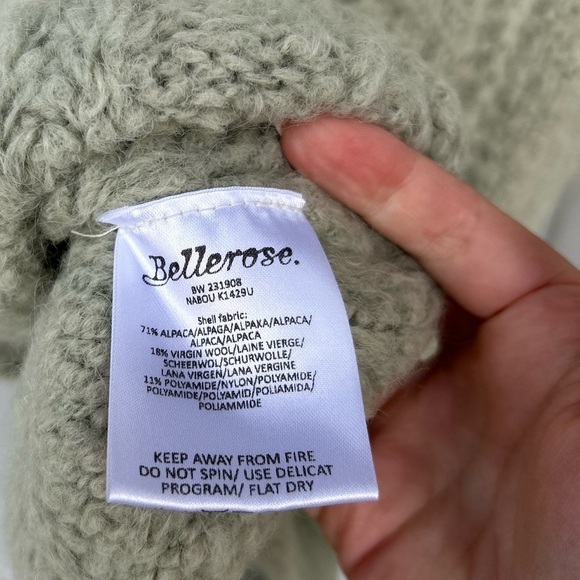 Bellerose.
BW 231908
NABOU K1429U
Shell fabric:
71% ALPACA/ALPAGA/ALPAKA/ALPACA/
ALPACA/ALPACA
18% VIRGIN WOOL/LAINE VIERGE/
SCHEERWOL/SCHURWOLLE/
LANA VIRGEN/LANA VERGINE
11% POLYAMIDE/NYLON/POLYAMIDE/
POLYAMIDE/POLYAMID/POLIAMIDA/
POLIAMMIDE
KEEP AWAY FROM FIRE
DO NOT SPIN/ USE DELICAT
PROGRAM/ FLAT DRY